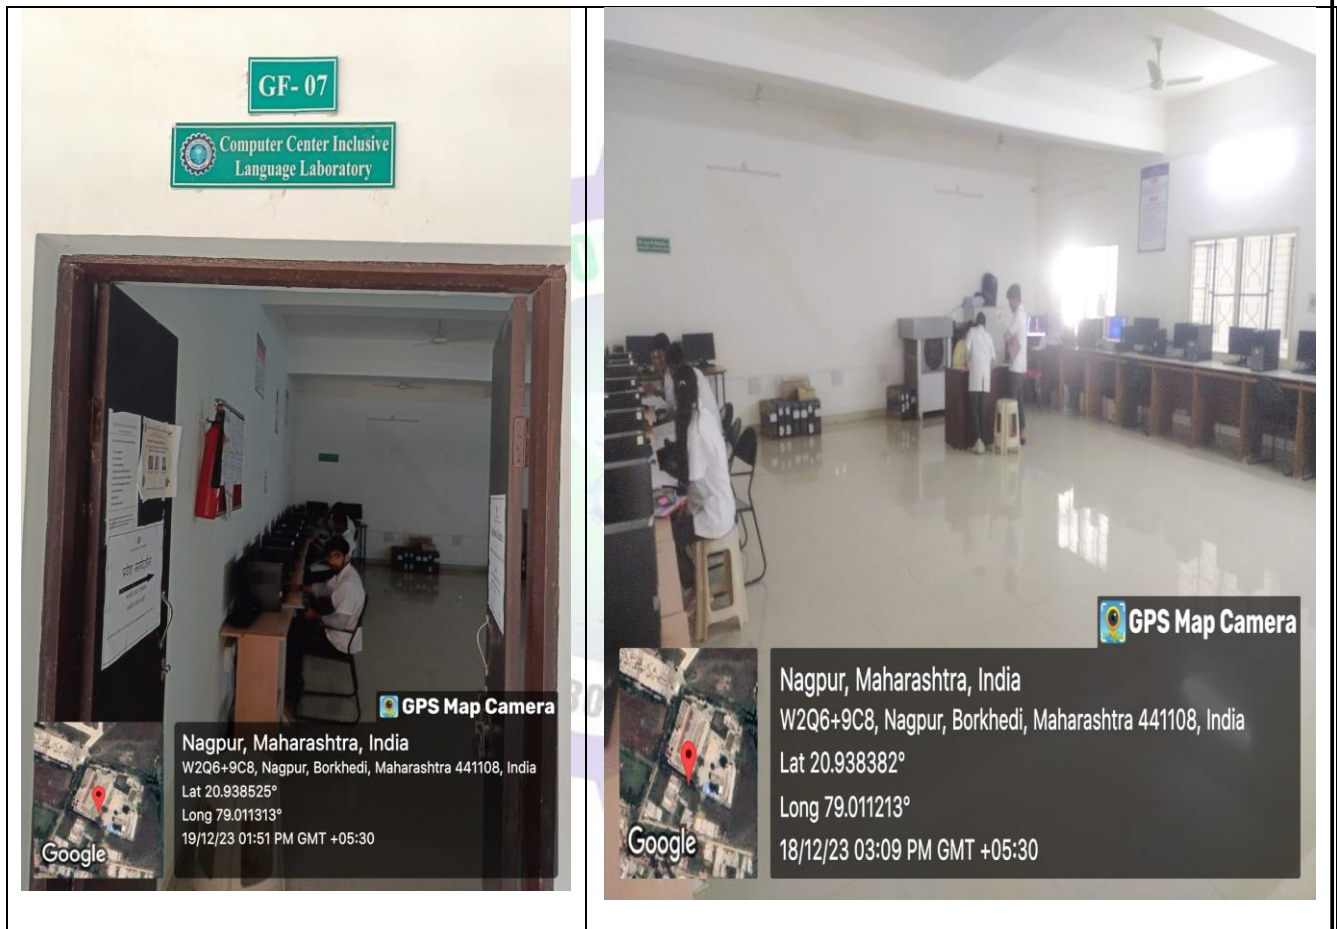 GF- 07
Computer Center Inclusive
Language Laboratory
GPS Map Camera
Nagpur, Maharashtra, India
W2Q6+9C8, Nagpur, Borkhedi, Maharashtra 441108, India
Lat 20.938525°
Long 79.011313°
19/12/23 01:51 PM GMT +05:30
Google
GPS Map Camera
Nagpur, Maharashtra, India
W2Q6+9C8, Nagpur, Borkhedi, Maharashtra 441108, India
Lat 20.938382°
Long 79.011213°
18/12/23 03:09 PM GMT +05:30
Google